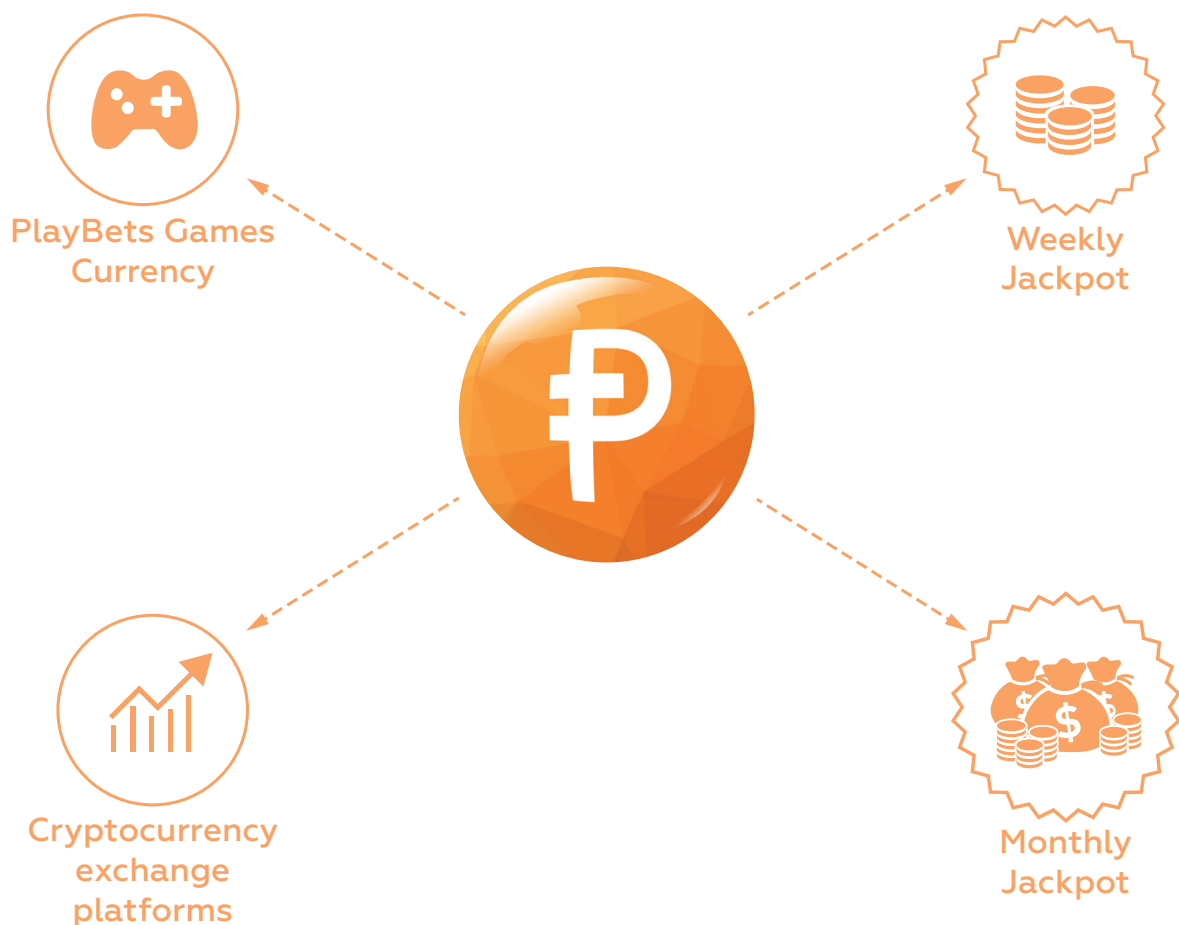 PlayBets Games
Currency
Weekly
Jackpot
Cryptocurrency
exchange
platforms
$ $ $
Monthly
Jackpot